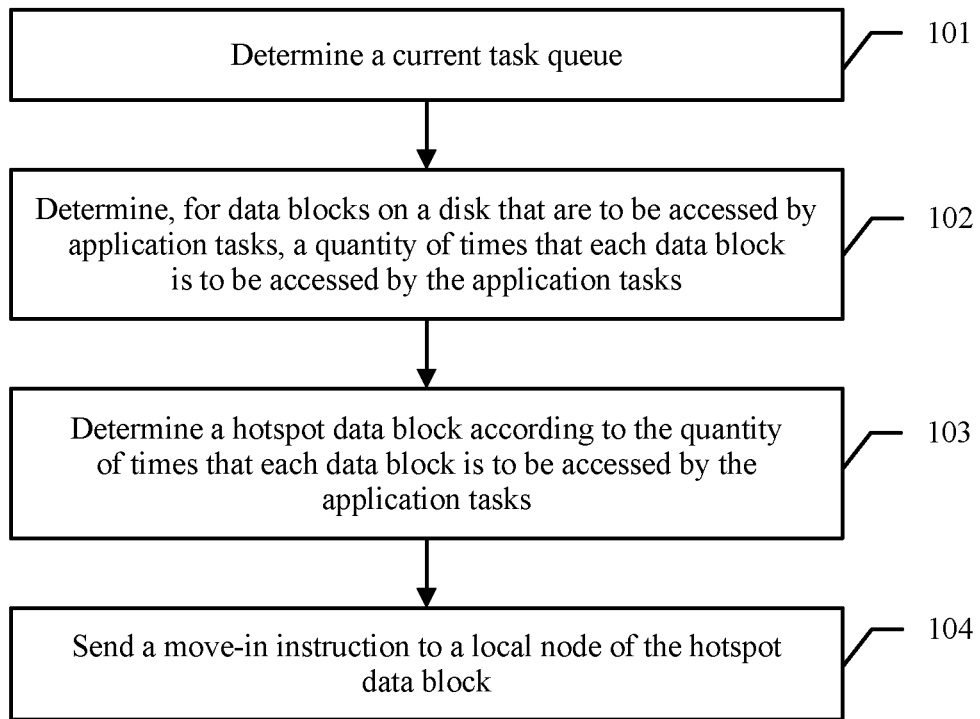 Determine a current task queue
101
Determine, for data blocks on a disk that are to be accessed by
application tasks, a quantity of times that each data block
is to be accessed by the application tasks
102
Determine a hotspot data block according to the quantity
of times that each data block is to be accessed by the
application tasks
103
Send a move-in instruction to a local node of the hotspot
data block
104